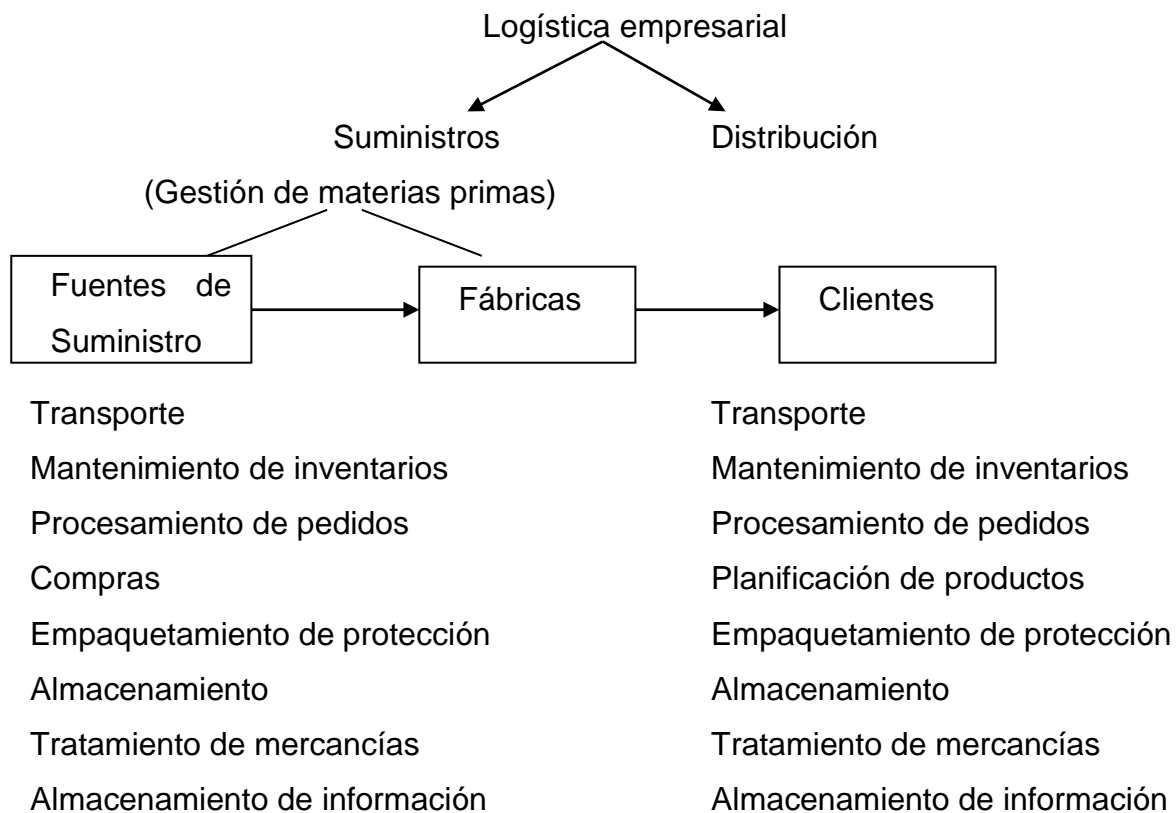 Logística empresarial
Suministros
Distribución
(Gestión de materias primas)
Fuentes de
Suministro
Fábricas
Clientes
Transporte
Mantenimiento de inventarios
Procesamiento de pedidos
Compras
Empaquetamiento de protección
Almacenamiento
Tratamiento de mercancías
Almacenamiento de información
Transporte
Mantenimiento de inventarios
Procesamiento de pedidos
Planificación de productos
Empaquetamiento de protección
Almacenamiento
Tratamiento de mercancías
Almacenamiento de información